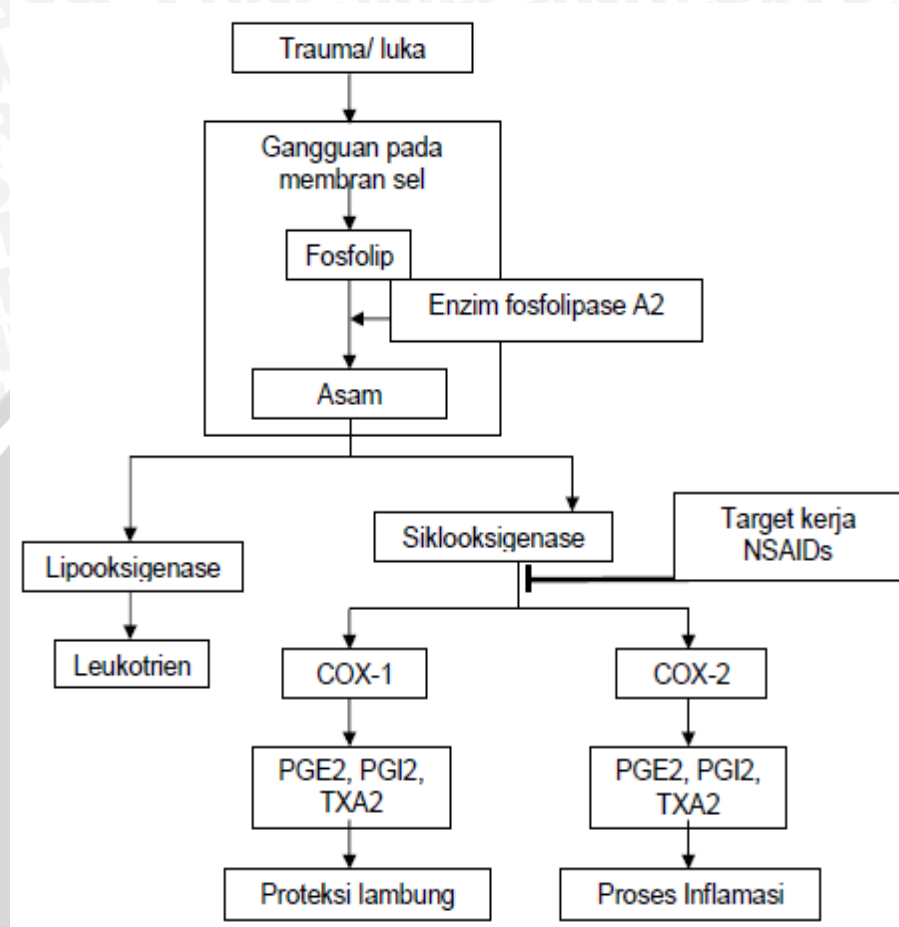 Trauma/ luka
Gangguan pada
membran sel
Fosfolip
Enzim fosfolipase A2
Asam
Lipooksigenase
Siklooksigenase
Target kerja
NSAIDs
Leukotrien
COX-1
COX-2
PGE2, PGI2,
TXA2
PGE2, PGI2,
TXA2
Proteksi lambung
Proses Inflamasi